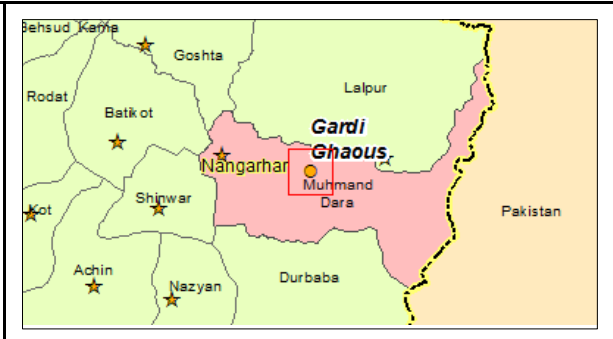 Behsud Kama
Goshta
Lalpur
Rodat
Batikot
Gardi
Ghaous
Nangarhar
Muhmand
Dara
Shinwar
Kot
Pakistan
Achin
Nazyan
Durbaba